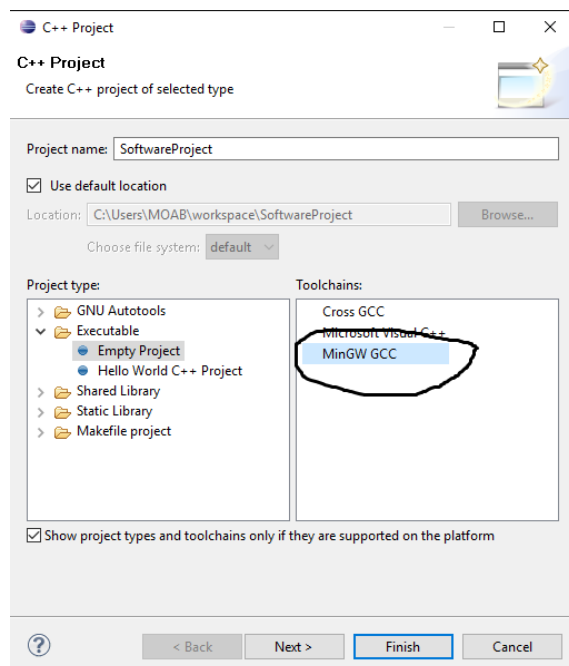 C++ Project
C++ Project
Create C++ project of selected type
Project name: SoftwareProject
Use default location
Location: C:\Users\MOAB\workspace\SoftwareProject Browse...
Choose file system: default
Project type:
GNU Autotools
Executable
Empty Project
Hello World C++ Project
Shared Library
Static Library
Makefile project
Toolchains:
Cross GCC
Microsoft Visual C++
MinGW GCC
Show project types and toolchains only if they are supported on the platform
? < Back Next > Finish Cancel